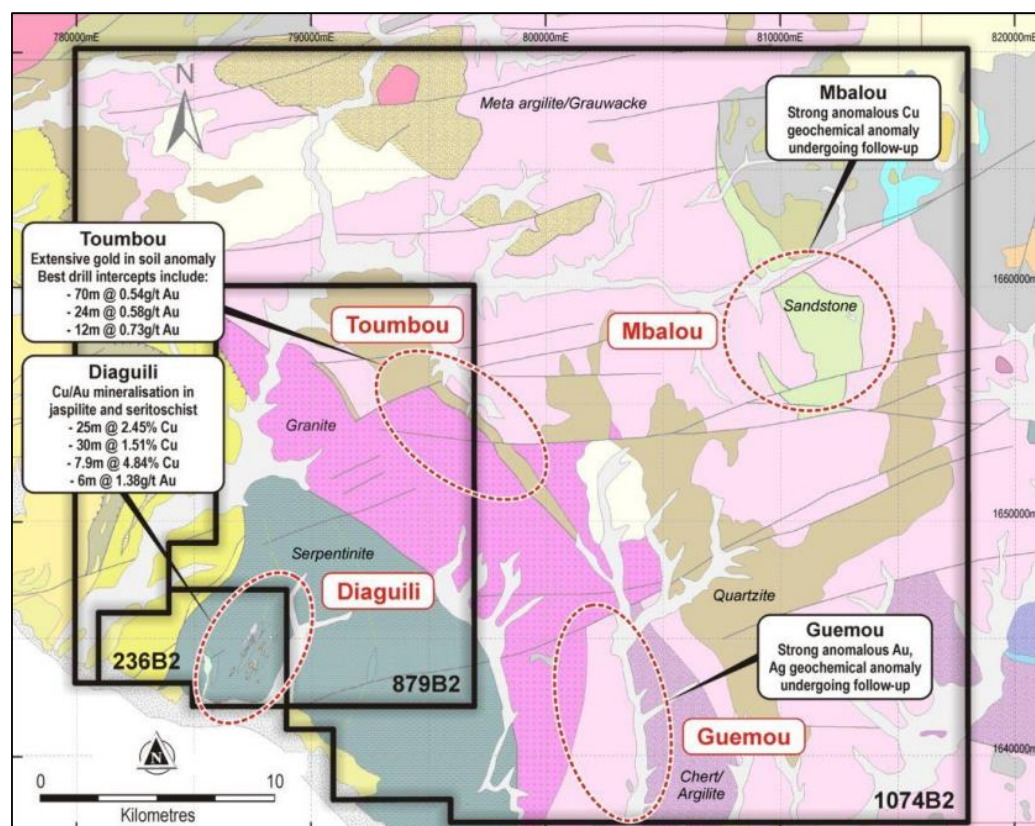 780000mE
790000mE
800000mE
810000mE
820000mE
N
Meta argilite/Grauwacke
Mbalou
Strong anomalous Cu
geochemical anomaly
undergoing follow-up
Toumbou
Extensive gold in soil anomaly
Best drill intercepts include:
- 70m @ 0.54g/t Au
- 24m @ 0.58g/t Au
- 12m @ 0.73g/t Au
1660000m
Toumbou
Mbalou
Sandstone
Diaguili
Cu/Au mineralisation in
jaspilite and seritoschist
- 25m @ 2.45% Cu
- 30m @ 1.51% Cu
- 7.9m @ 4.84% Cu
- 6m @ 1.38g/t Au
Granite
1650000m
Serpentinite
Diaguili
Quartzite
Guemou
Strong anomalous Au,
Ag geochemical anomaly
undergoing follow-up
236B2
879B2
Guemou
1640000m
Chert/
Argilite
1074B2
N
0 10
Kilometres